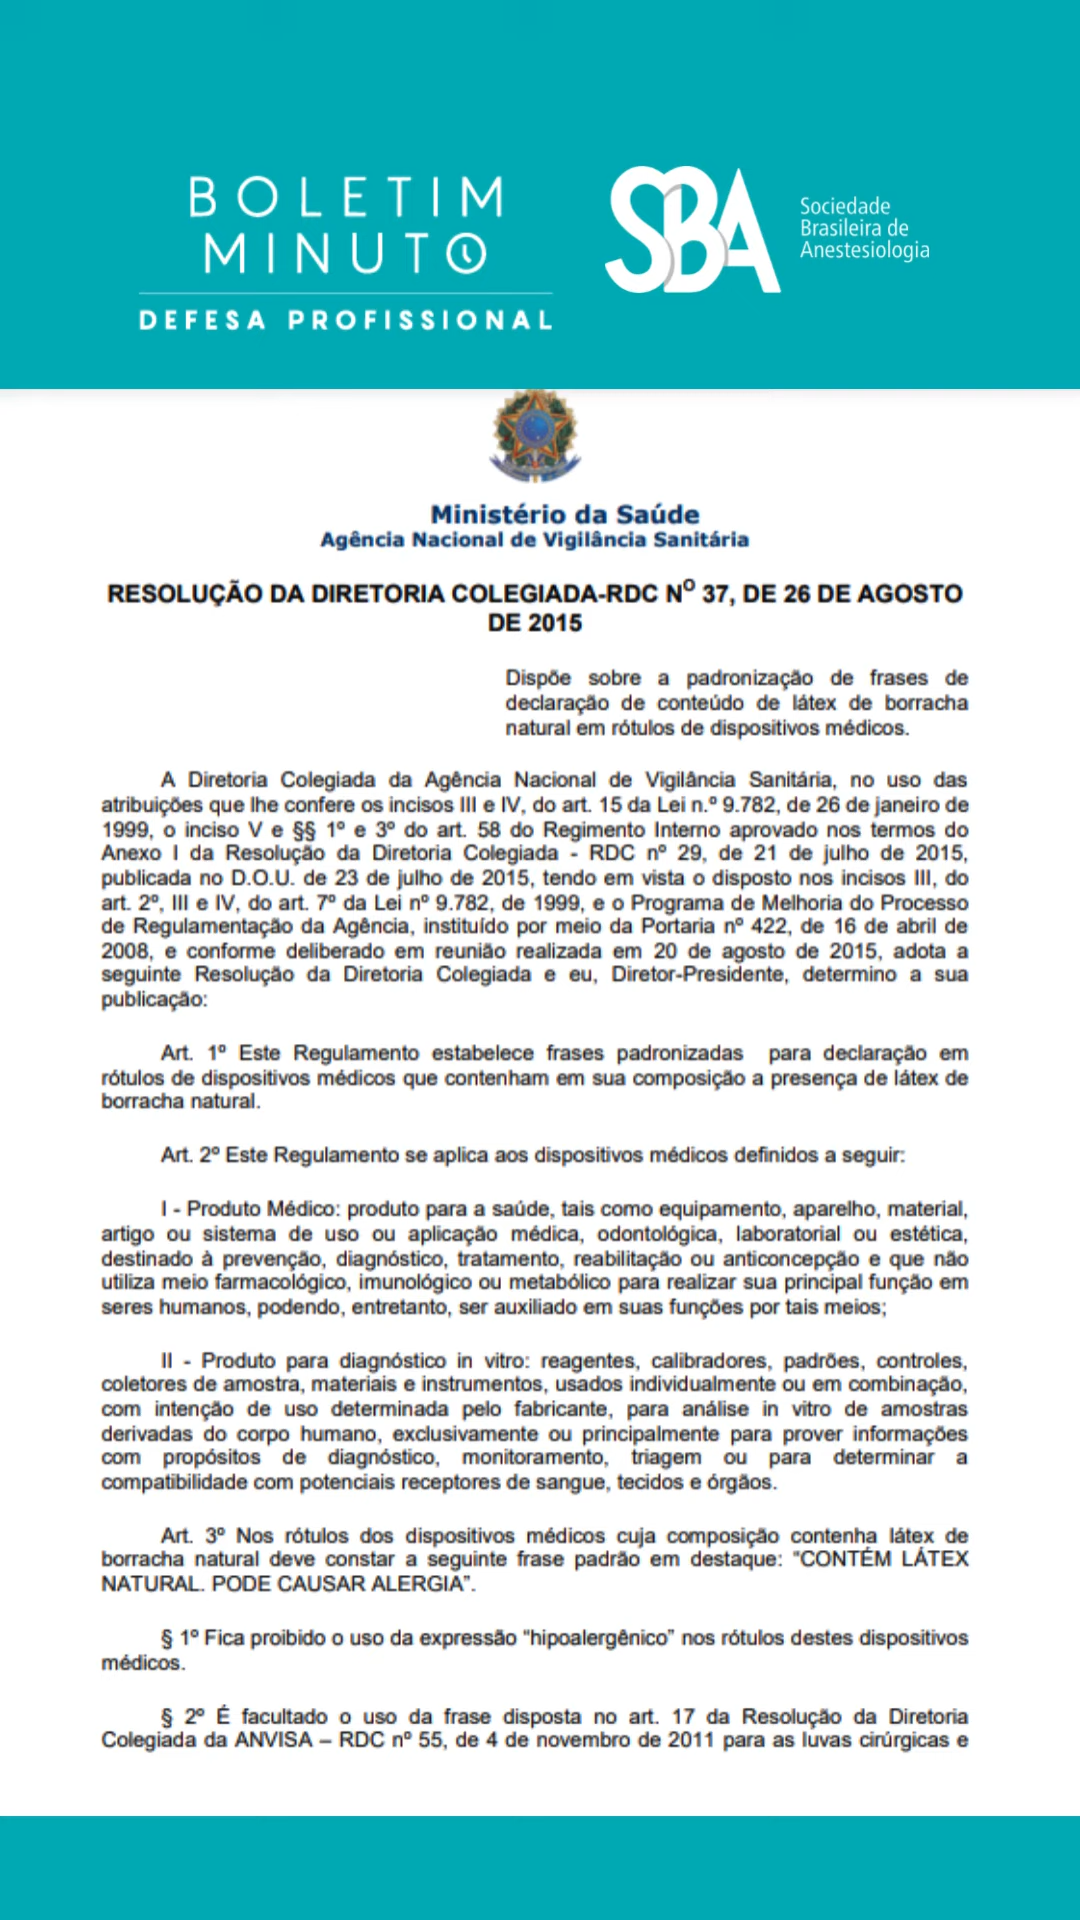 BOLETIM
MINUTO
DEFESA PROFISSIONAL
SBA
Sociedade
Brasileira de
Anestesiologia
Ministério da Saúde
Agência Nacional de Vigilância Sanitária
RESOLUÇÃO DA DIRETORIA COLEGIADA-RDC Nº 37, DE 26 DE AGOSTO
DE 2015
Dispõe sobre a padronização de frases de
declaração de conteúdo de látex de borracha
natural em rótulos de dispositivos médicos.
A Diretoria Colegiada da Agência Nacional de Vigilância Sanitária, no uso das
atribuições que lhe confere os incisos III e IV, do art. 15 da Lei n.º 9.782, de 26 de janeiro de
1999, o inciso V e §§ 1º e 3º do art. 58 do Regimento Interno aprovado nos termos do
Anexo I da Resolução da Diretoria Colegiada - RDC nº 29, de 21 de julho de 2015,
publicada no D.O.U. de 23 de julho de 2015, tendo em vista o disposto nos incisos III, do
art. 2º, III e IV, do art. 7º da Lei nº 9.782, de 1999, e o Programa de Melhoria do Processo
de Regulamentação da Agência, instituído por meio da Portaria nº 422, de 16 de abril de
2008, e conforme deliberado em reunião realizada em 20 de agosto de 2015, adota a
seguinte Resolução da Diretoria Colegiada e eu, Diretor-Presidente, determino a sua
publicação:
Art. 1º Este Regulamento estabelece frases padronizadas para declaração em
rótulos de dispositivos médicos que contenham em sua composição a presença de látex de
borracha natural.
Art. 2º Este Regulamento se aplica aos dispositivos médicos definidos a seguir:
I - Produto Médico: produto para a saúde, tais como equipamento, aparelho, material,
artigo ou sistema de uso ou aplicação médica, odontológica, laboratorial ou estética,
destinado à prevenção, diagnóstico, tratamento, reabilitação ou anticoncepção e que não
utiliza meio farmacológico, imunológico ou metabólico para realizar sua principal função em
seres humanos, podendo, entretanto, ser auxiliado em suas funções por tais meios;
II - Produto para diagnóstico in vitro: reagentes, calibradores, padrões, controles,
coletores de amostra, materiais e instrumentos, usados individualmente ou em combinação,
com intenção de uso determinada pelo fabricante, para análise in vitro de amostras
derivadas do corpo humano, exclusivamente ou principalmente para prover informações
com propósitos de diagnóstico, monitoramento, triagem ou para determinar a
compatibilidade com potenciais receptores de sangue, tecidos e órgãos.
Art. 3º Nos rótulos dos dispositivos médicos cuja composição contenha látex de
borracha natural deve constar a seguinte frase padrão em destaque: “CONTÉM LÁTEX
NATURAL. PODE CAUSAR ALERGIA”.
§ 1º Fica proibido o uso da expressão “hipoalergênico” nos rótulos destes dispositivos
médicos.
§ 2º É facultado o uso da frase disposta no art. 17 da Resolução da Diretoria
Colegiada da ANVISA – RDC nº 55, de 4 de novembro de 2011 para as luvas cirúrgicas e